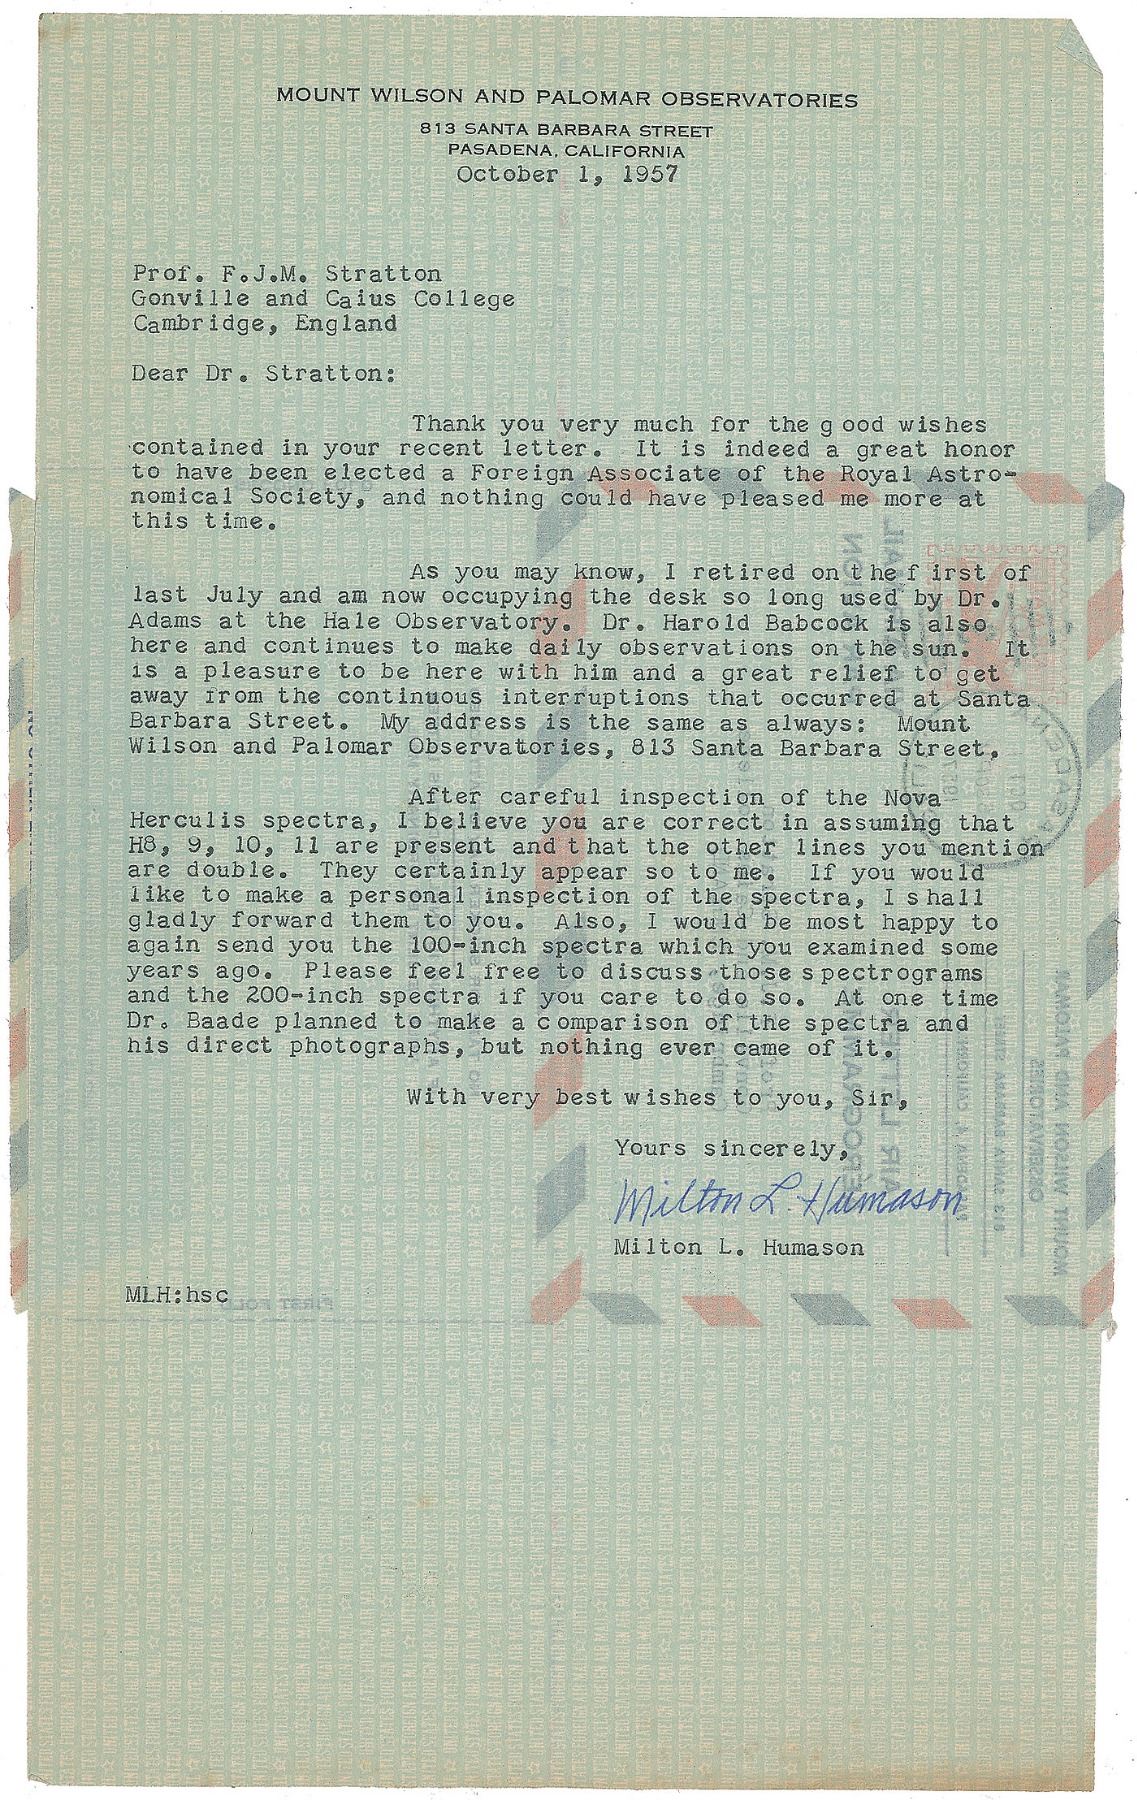 MOUNT WILSON AND PALOMAR OBSERVATORIES
813 SANTA BARBARA STREET
PASADENA, CALIFORNIA
October 1, 1957
Prof. F.J.M. Stratton
Gonville and Caius College
Cambridge, England
Dear Dr. Stratton:
Thank you very much for the g ood wishes
contained in your recent letter. It is indeed a great honor
to have been elected a Foreign Associate of the Royal Astro-
nomical Society, and nothing could have pleased me more at
this time.
As you may know, I retired on the f irst of
last July and am now occupying the desk so long used by Dr.
Adams at the Hale Observatory. Dr. Harold Babcock is also
here and continues to make daily observations on the sun. It
is a pleasure to be here with him and a great relief to get
away from the continuous interruptions that occurred at Santa
Barbara Street. My address is the same as always: Mount
Wilson and Palomar Observatories, 813 Santa Barbara Street.
After careful inspection of the Nova
Herculis spectra, I believe you are correct in assuming that
H8, 9, 10, 11 are present and that the other lines you mention
are double. They certainly appear so to me. If you would
like to make a personal inspection of the spectra, I shall
gladly forward them to you. Also, I would be most happy to
again send you the 100-inch spectra which you examined some
years ago. Please feel free to discuss those spectrograms
and the 200-inch spectra if you care to do so. At one time
Dr. Baade planned to make a comparison of the spectra and
his direct photographs, but nothing ever came of it.
With very best wishes to you, Sir,
Yours sincerely,
Milton L. Humason
Milton L. Humason
MLH:hsc